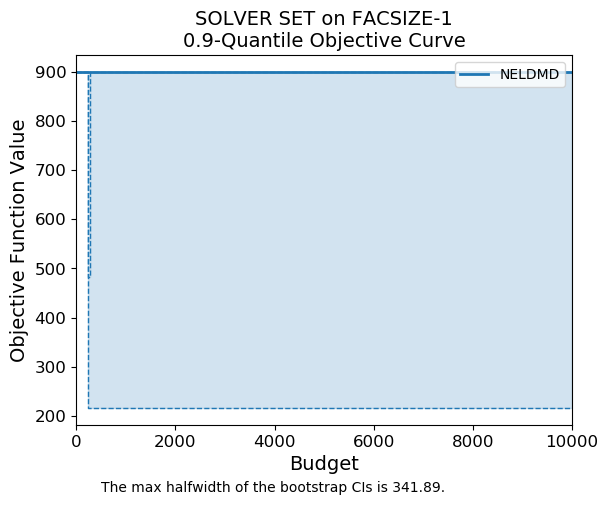 SOLVER SET on FACSIZE-1
0.9-Quantile Objective Curve
NELDMD
900
800
700
600
500
400
300
200
Objective Function Value
0 2000 4000 6000 8000 10000
Budget
The max halfwidth of the bootstrap CIs is 341.89.